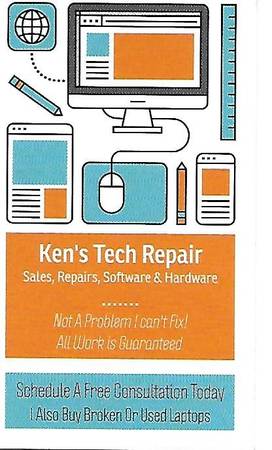 Ken's Tech Repair
Sales, Repairs, Software & Hardware
.......
Not A Problem I can't Fix!
All Work is Guaranteed
Schedule A Free Consultation Today
I Also Buy Broken Or Used Laptops